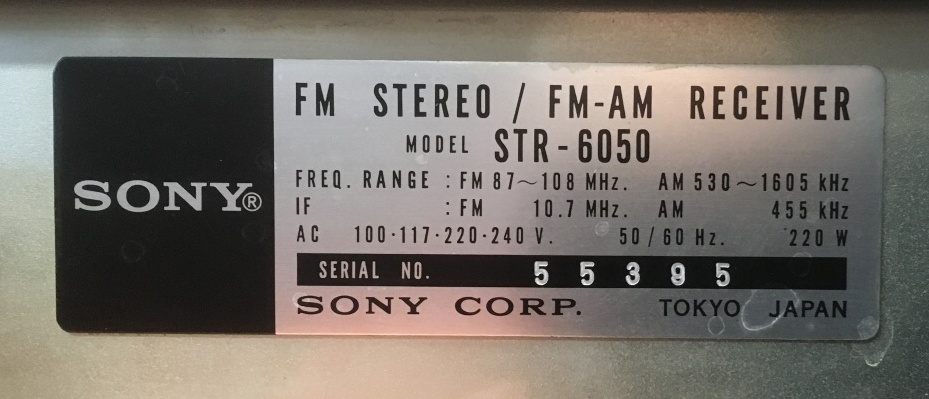 SONY®
FM STEREO / FM-AM RECEIVER
MODEL STR-6050
FREQ. RANGE : FM 87~108 MHz. AM 530~1605 kHz
IF : FM 10.7 MHz. AM 455 kHz
AC 100·117·220·240 V. 50/60 Hz. 220 W
SERIAL NO. 55395
SONY CORP. TOKYO JAPAN